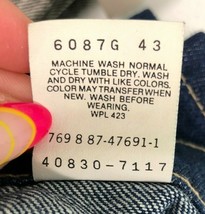 6087G 43
MACHINE WASH NORMAL
CYCLE TUMBLE DRY. WASH
AND DRY WITH LIKE COLORS.
COLOR MAY TRANSFER WHEN
NEW. WASH BEFORE
WEARING.
WPL 423
769 8 87-47691-1
40830-7117